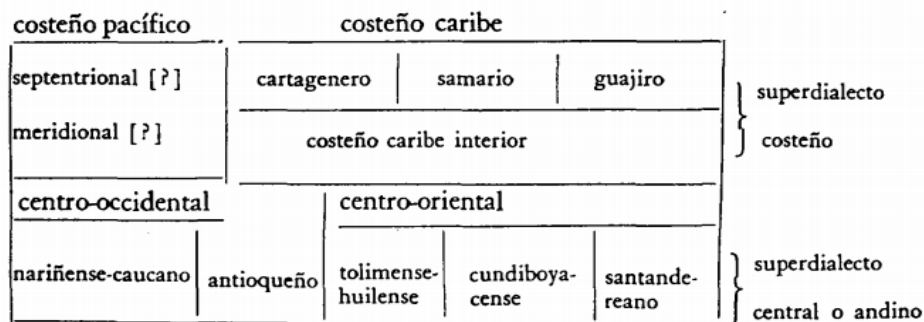 costeño pacífico costeño caribe
septentrional [?] cartagenero samario guajiro
superdialecto
meridional [?] costeño caribe interior costeño
centro-occidental centro-oriental
nariñense-caucano antioqueño tolimense-
huilense cundiboya-
cense santande-
reano
superdialecto
central o andino